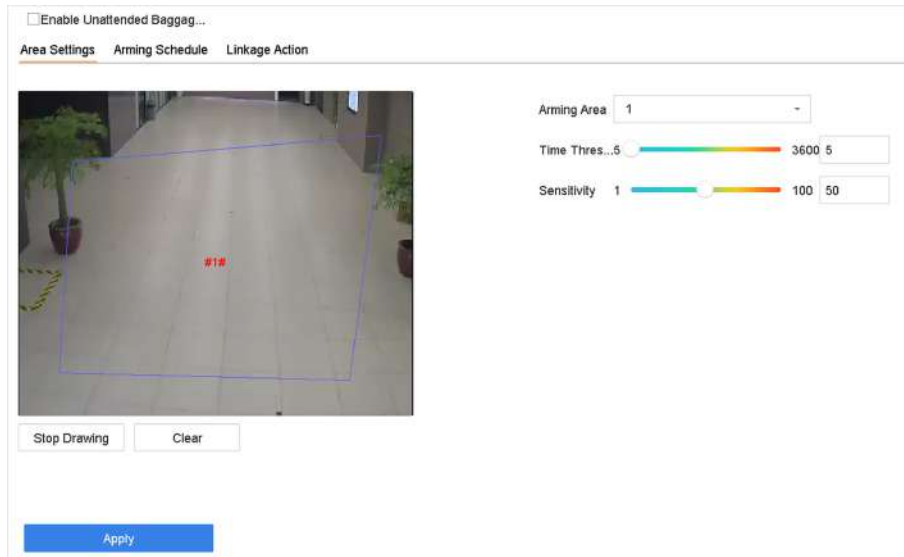 Enable Unattended Baggag...
Area Settings Arming Schedule Linkage Action
Arming Area 1
Time Thres...5 3600 5
Sensitivity 1 100 50
#1#
Stop Drawing Clear
Apply